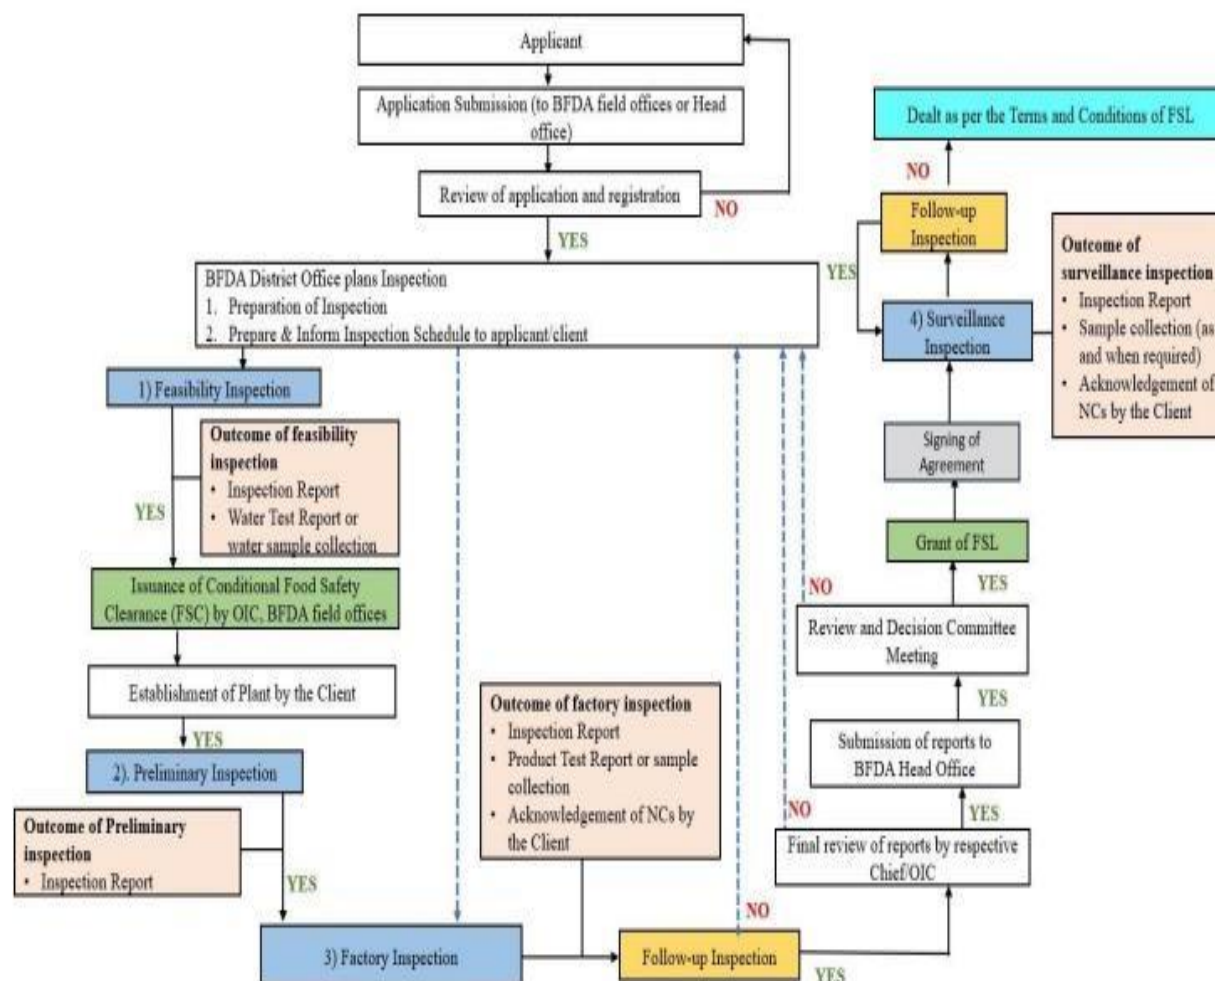 Applicant
Application Submission (to BFDA field offices or Head
office)
Review of application and registration
NO
YES
BFDA District Office plans Inspection
1. Preparation of Inspection
2. Prepare & Inform Inspection Schedule to applicant/client
1) Feasibility Inspection
Outcome of feasibility
inspection
• Inspection Report
• Water Test Report or
water sample collection
YES
Issuance of Conditional Food Safety
Clearance (FSC) by OIC, BFDA field offices
Establishment of Plant by the Client
YES
2). Preliminary Inspection
Outcome of Preliminary
inspection
• Inspection Report
YES
3) Factory Inspection
Outcome of factory inspection
• Inspection Report
• Product Test Report or sample
collection
• Acknowledgement of NCs by
the Client
Follow-up Inspection
NO
YES
Final review of reports by respective
Chief/OIC
NO
YES
Submission of reports to
BFDA Head Office
YES
Review and Decision Committee
Meeting
NO
YES
Grant of FSL
Signing of
Agreement
4) Surveillance
Inspection
Outcome of
surveillance inspection
• Inspection Report
• Sample collection (as
and when required)
• Acknowledgement of
NCs by the Client
YES
Follow-up
Inspection
NO
Dealt as per the Terms and Conditions of FSL